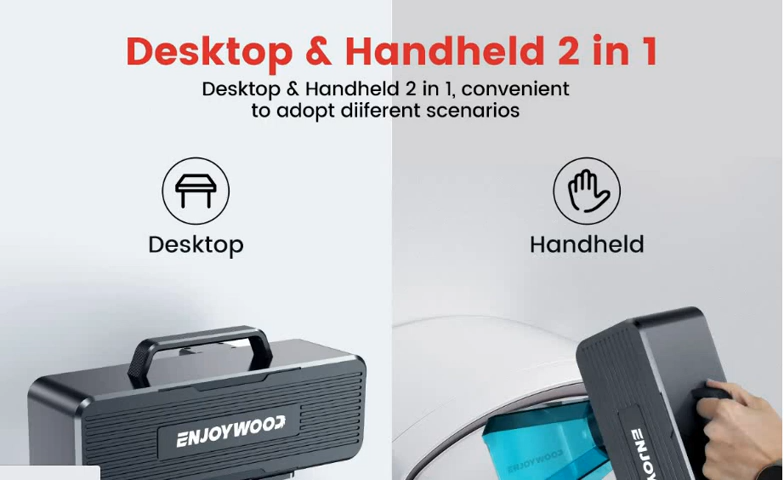 Desktop & Handheld 2 in 1
Desktop & Handheld 2 in 1, convenient
to adopt diiferent scenarios
Desktop
Handheld
ENJOYWOOD
ENJOYWOOD
ENJOY